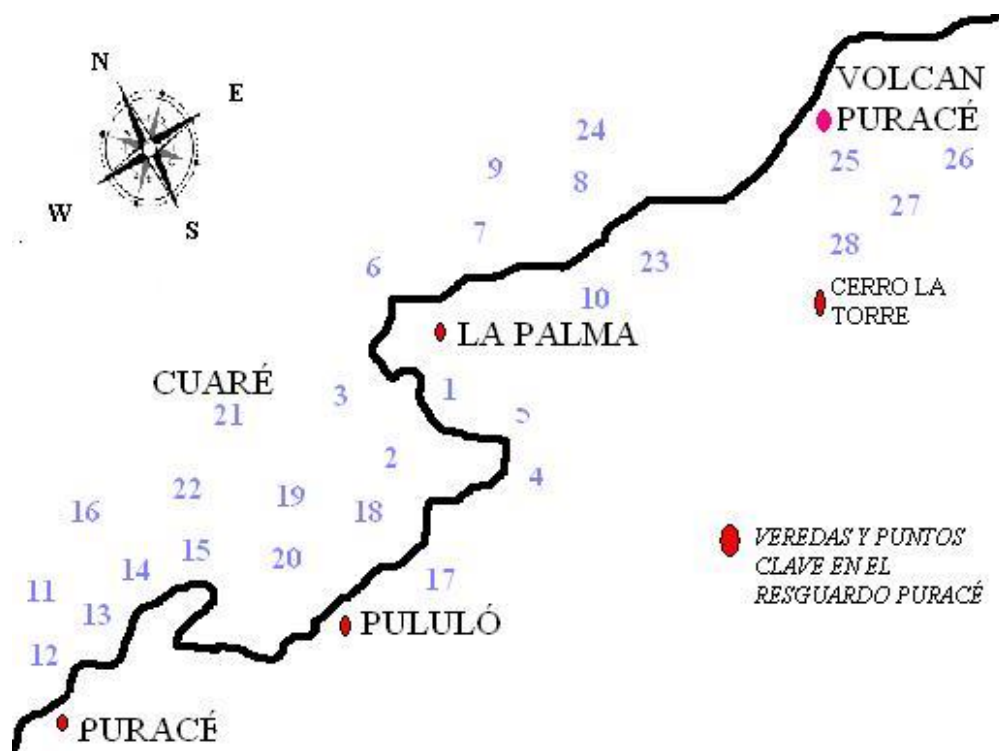 N
E
W
S
VOLCAN
PURACÉ
24
9
8
25
26
27
7
28
23
6
10
CERRO LA
TORRE
LA PALMA
CUARÉ
3
1
21
5
2
4
22
19
16
18
VEREDAS Y PUNTOS
CLAVE EN EL
RESGUARDO PURACÉ
15
20
14
17
11
13
PULULÓ
12
PURACÉ